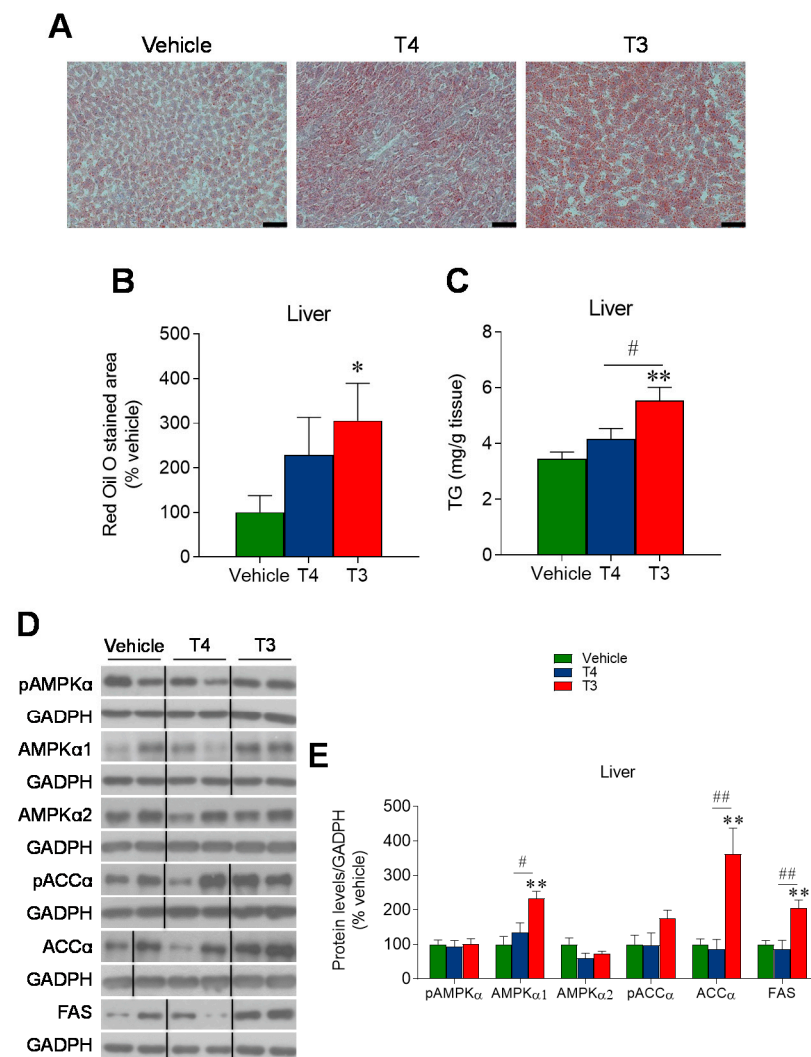 A
Vehicle
T4
T3
B
Liver
Red Oil O stained area
(% vehicle)
500
400
300
200
100
0
*
Vehicle T4 T3
C
Liver
TG (mg/g tissue)
8
6
4
2
0
#
**
Vehicle T4 T3
D
Vehicle T4 T3
pAMPKα
GADPH
AMPKα1
GADPH
AMPKα2
GADPH
pACCα
GADPH
ACCα
GADPH
FAS
GADPH
Vehicle
T4
T3
E
Liver
Protein levels/GADPH
(% vehicle)
500
400
300
200
100
0
#
**
##
**
##
**
pAMPKα AMPKα1 AMPKα2 pACCα ACCα FAS